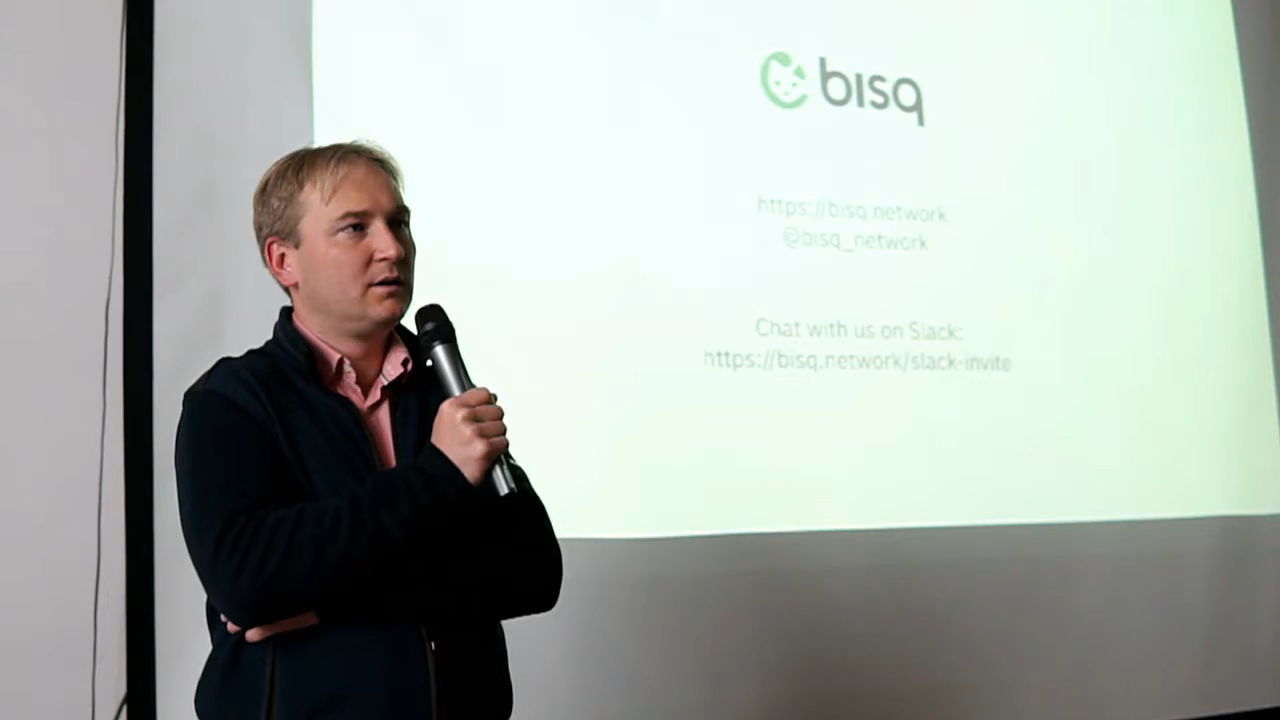 bisq
https://bisq.network
@bisq_network
Chat with us on Slack:
https://bisq.network/slack-invite